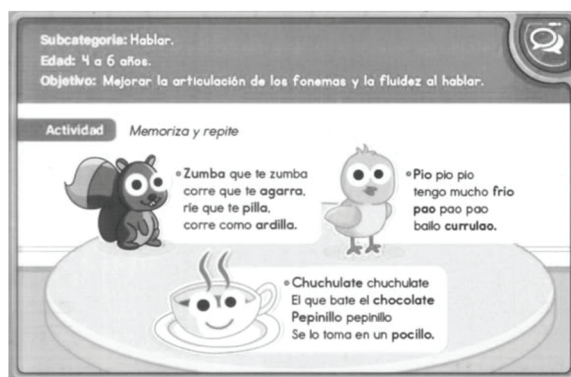 Subcategoría: Hablar.
Edad: 4 a 6 años.
Objetivo: Mejorar la articulación de los fonemas y la fluidez al hablar.
Actividad Memoriza y repite
Zumba que te zumba
corre que te agarra,
ríe que te pilla,
corre como ardilla.
Pio pio pio
tengo mucho frio
pao pao pao
bailo currulao.
Chuchulate chuchulate
El que bate el chocolate
Pepinillo pepinillo
Se lo toma en un pocillo.